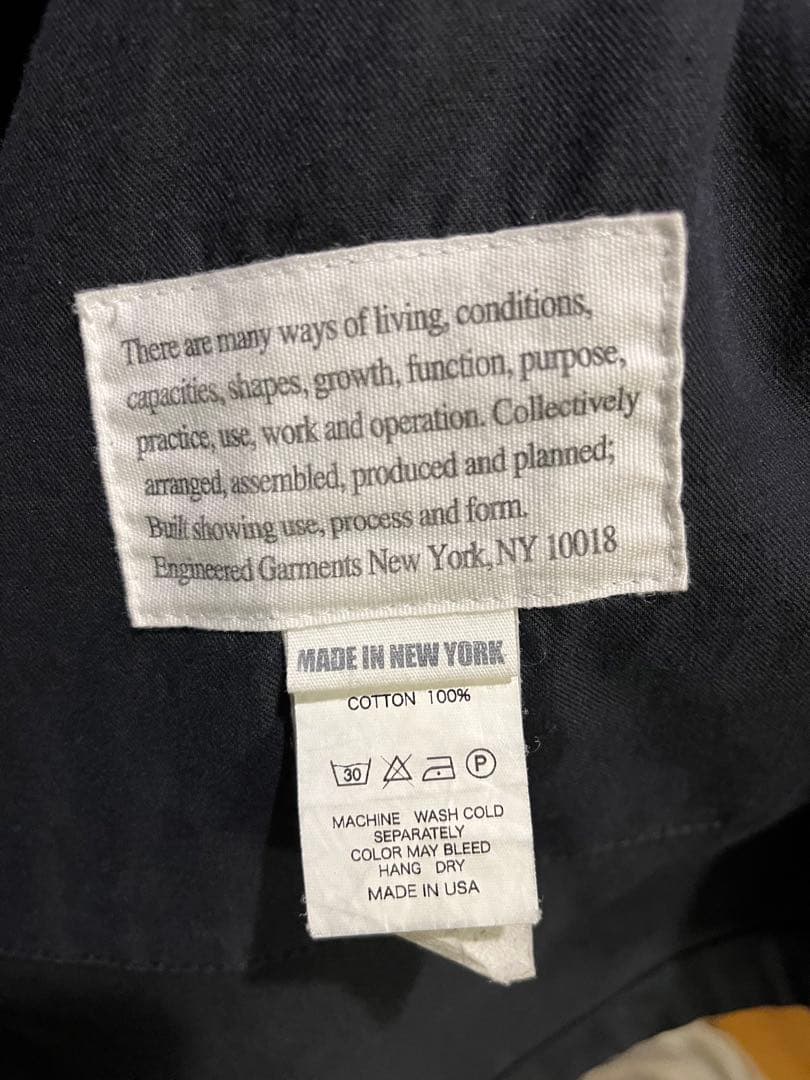 There are many ways of living, conditions,
capacities, shapes, growth, function, purpose,
practice, use, work and operation. Collectively
arranged, assembled, produced and planned;
Built showing use, process and form.
Engineered Garments New York, NY 10018
MADE IN NEW YORK
COTTON 100%
30 P
MACHINE WASH COLD
SEPARATELY
COLOR MAY BLEED
HANG DRY
MADE IN USA